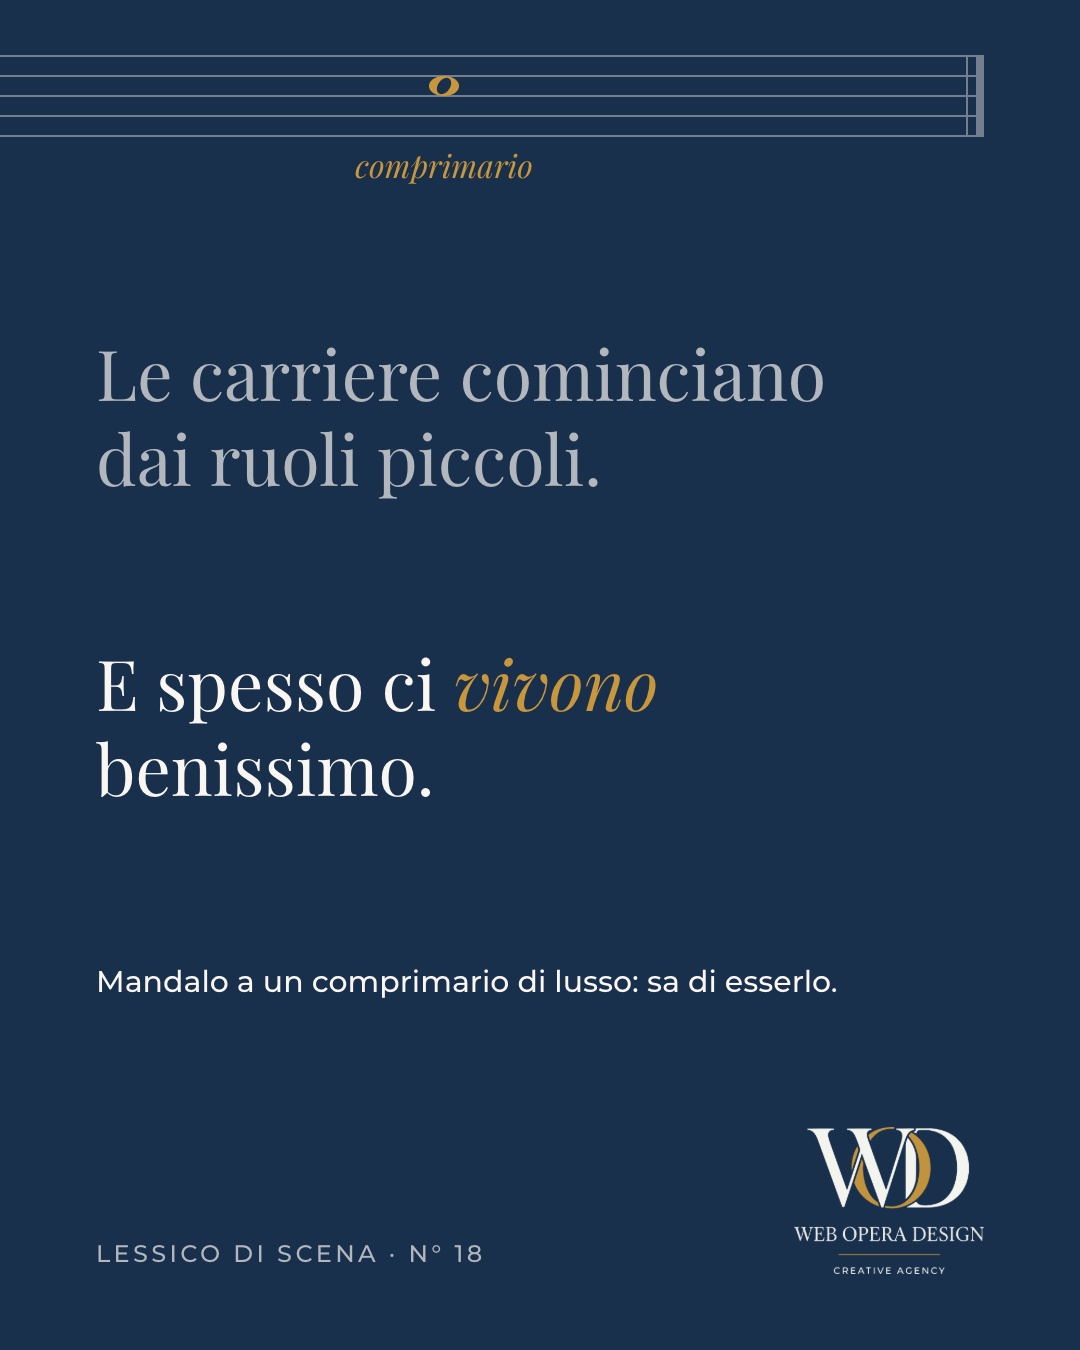 comprimario
Le carriere cominciano
dai ruoli piccoli.
E spesso ci vivono
benissimo.
Mandalo a un comprimario di lusso: sa di esserlo.
WOD
WEB OPERA DESIGN
CREATIVE AGENCY
LESSICO DI SCENA · N° 18